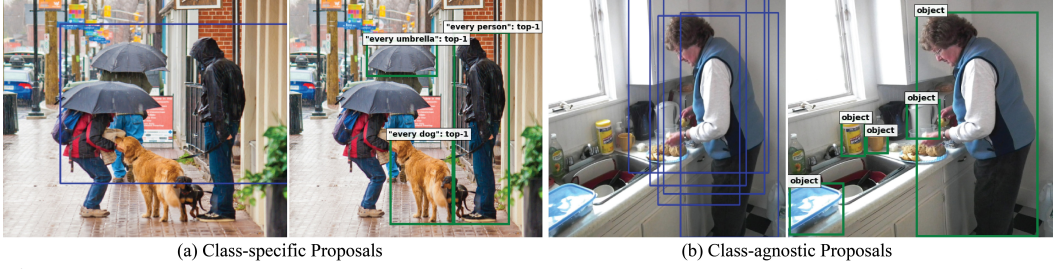 "every person": top-1
"every umbrella": top-1
"every dog": top-1
object
object
object
object
object
(a) Class-specific Proposals
(b) Class-agnostic Proposals